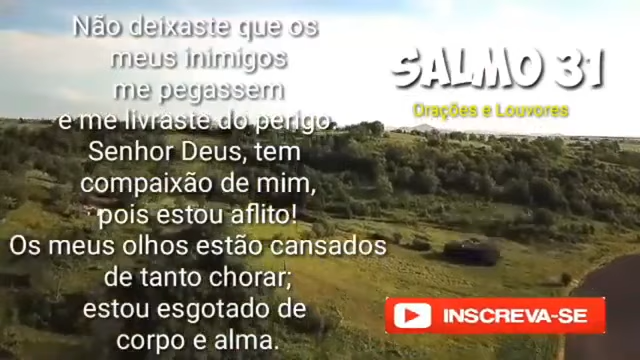 Não deixaste que os
meus inimigos
me pegassem
e me livraste do perigo.
Senhor Deus, tem
compaixão de mim,
pois estou aflito!
Os meus olhos estão cansados
de tanto chorar;
estou esgotado de
corpo e alma.
SALMO 31
Orações e Louvores
INSCREVA-SE